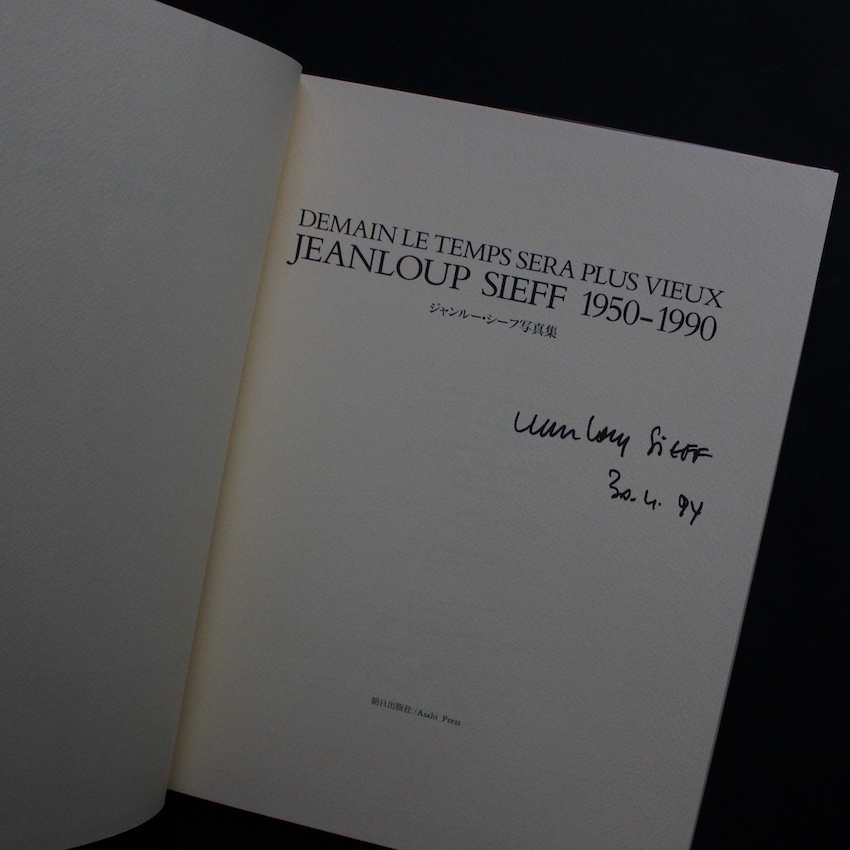 DEMAIN LE TEMPS SERA PLUS VIEUX
JEANLOUP SIEFF 1950–1990
ジャンルー・シーフ写真集
Jeanloup SiEFF
30.4.94
朝日出版社/Asahi Press